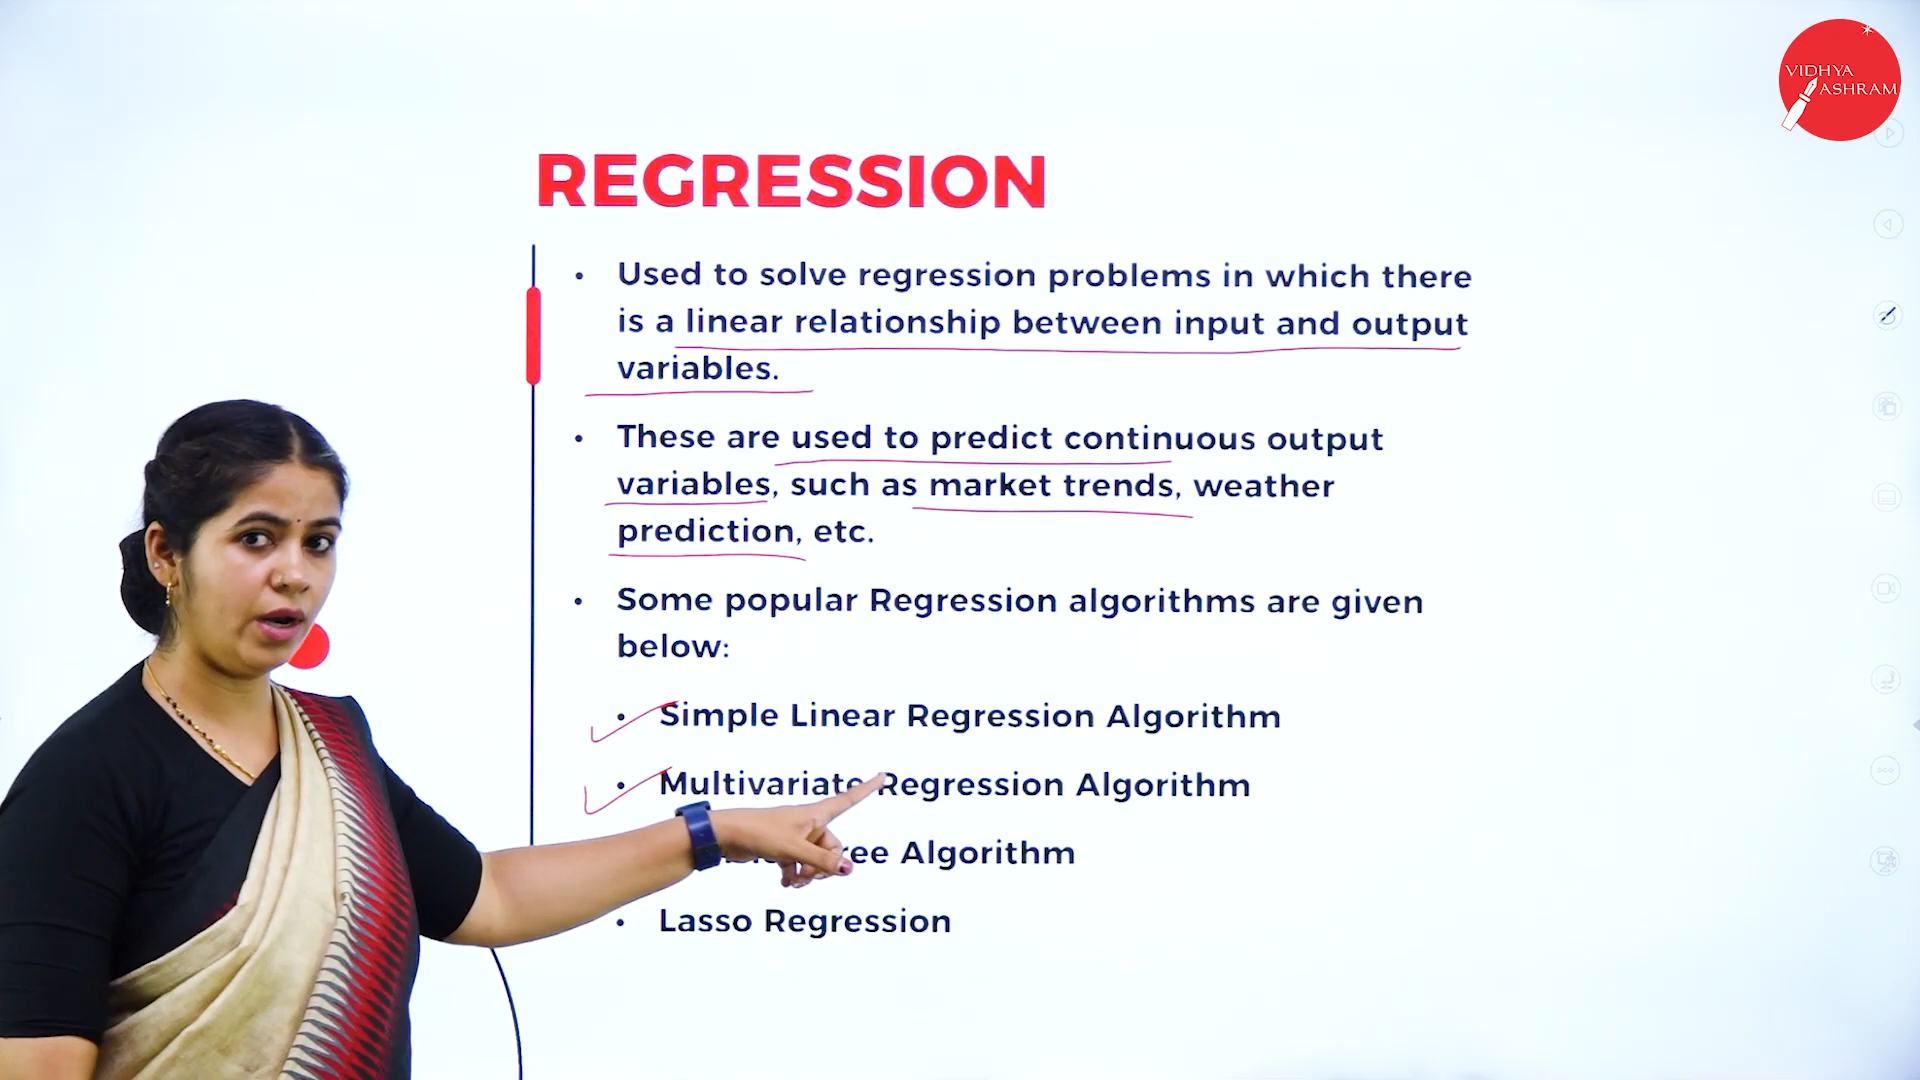 VIDHYA
ASHRAM
REGRESSION
• Used to solve regression problems in which there
is a linear relationship between input and output
variables.
• These are used to predict continuous output
variables, such as market trends, weather
prediction, etc.
• Some popular Regression algorithms are given
below:
• Simple Linear Regression Algorithm
• Multivariate Regression Algorithm
Algorithm
• Lasso Regression